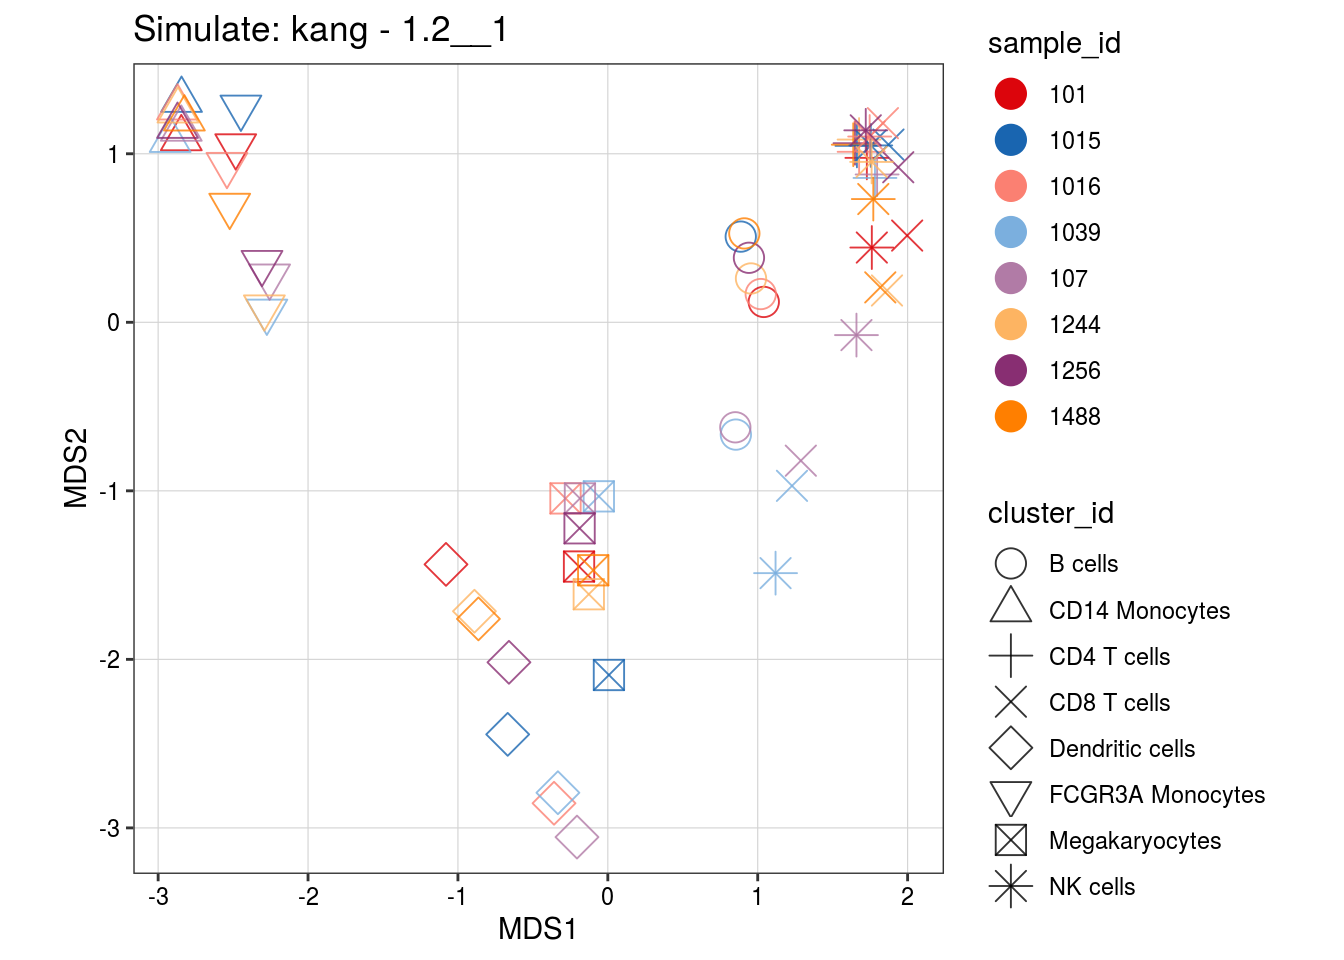 Simulate: kang - 1.2__1
1
0
-1
-2
-3
MDS2
-3
-2
-1
0
1
2
MDS1
sample_id
101
1015
1016
1039
107
1244
1256
1488
cluster_id
B cells
CD14 Monocytes
CD4 T cells
CD8 T cells
Dendritic cells
FCGR3A Monocytes
Megakaryocytes
NK cells